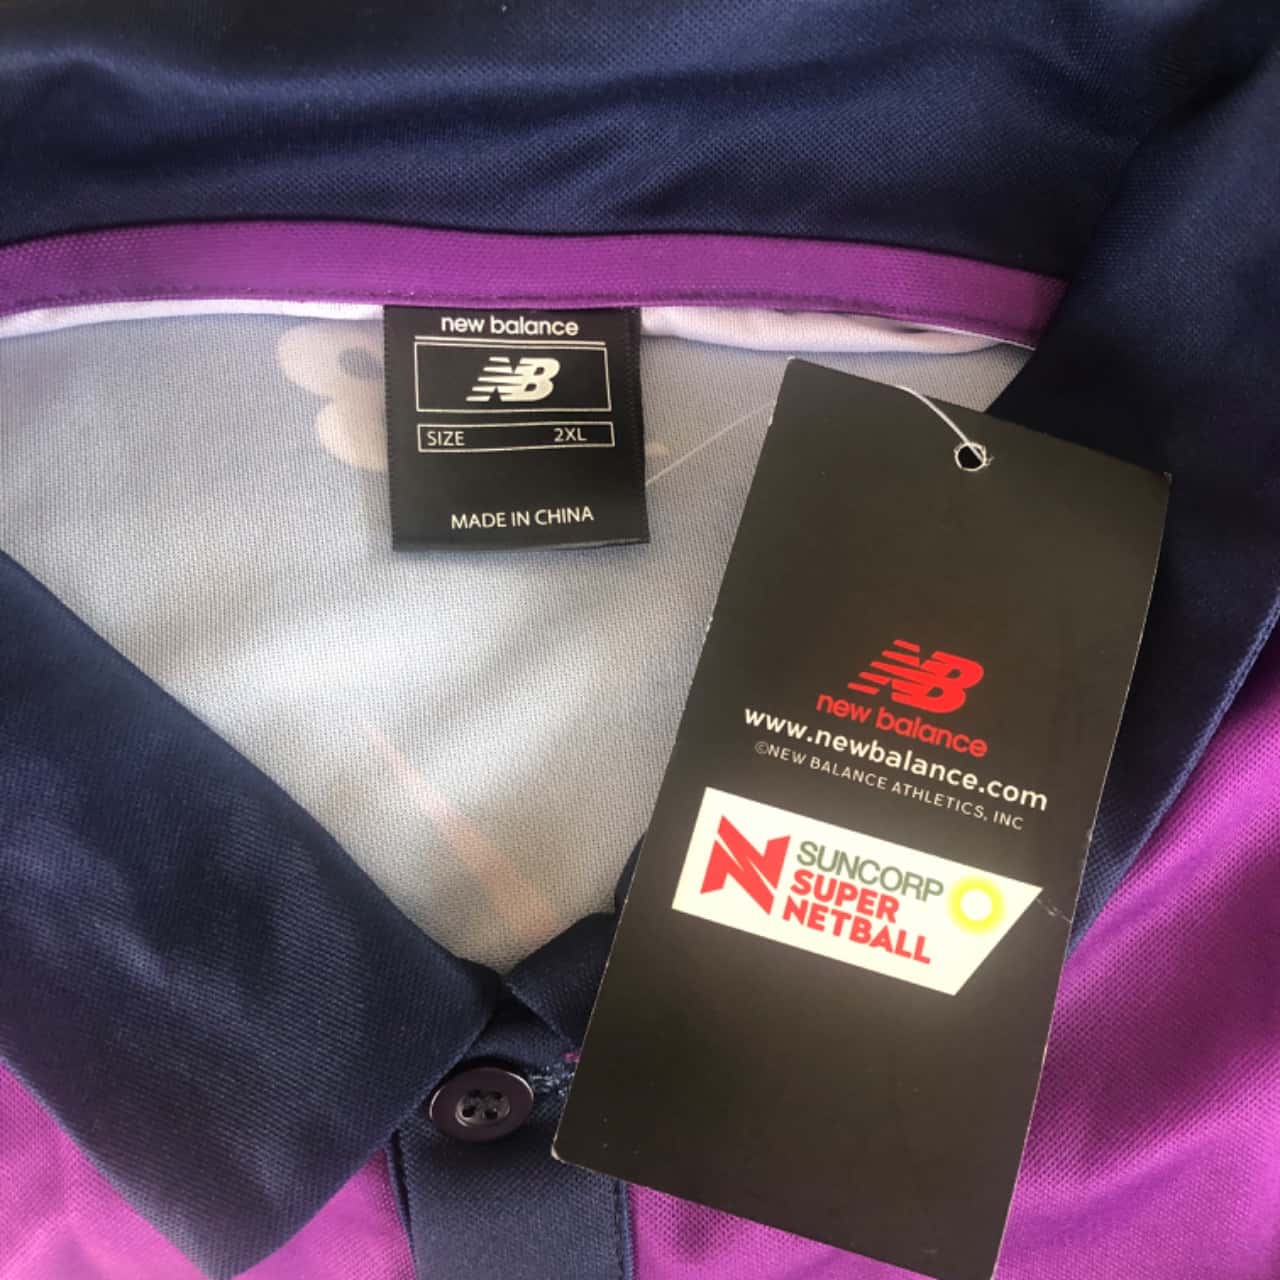 new balance
NB
SIZE 2XL
MADE IN CHINA
NB
new balance
www.newbalance.com
©NEW BALANCE ATHLETICS, INC
N SUNCORP
SUPER
NETBALL